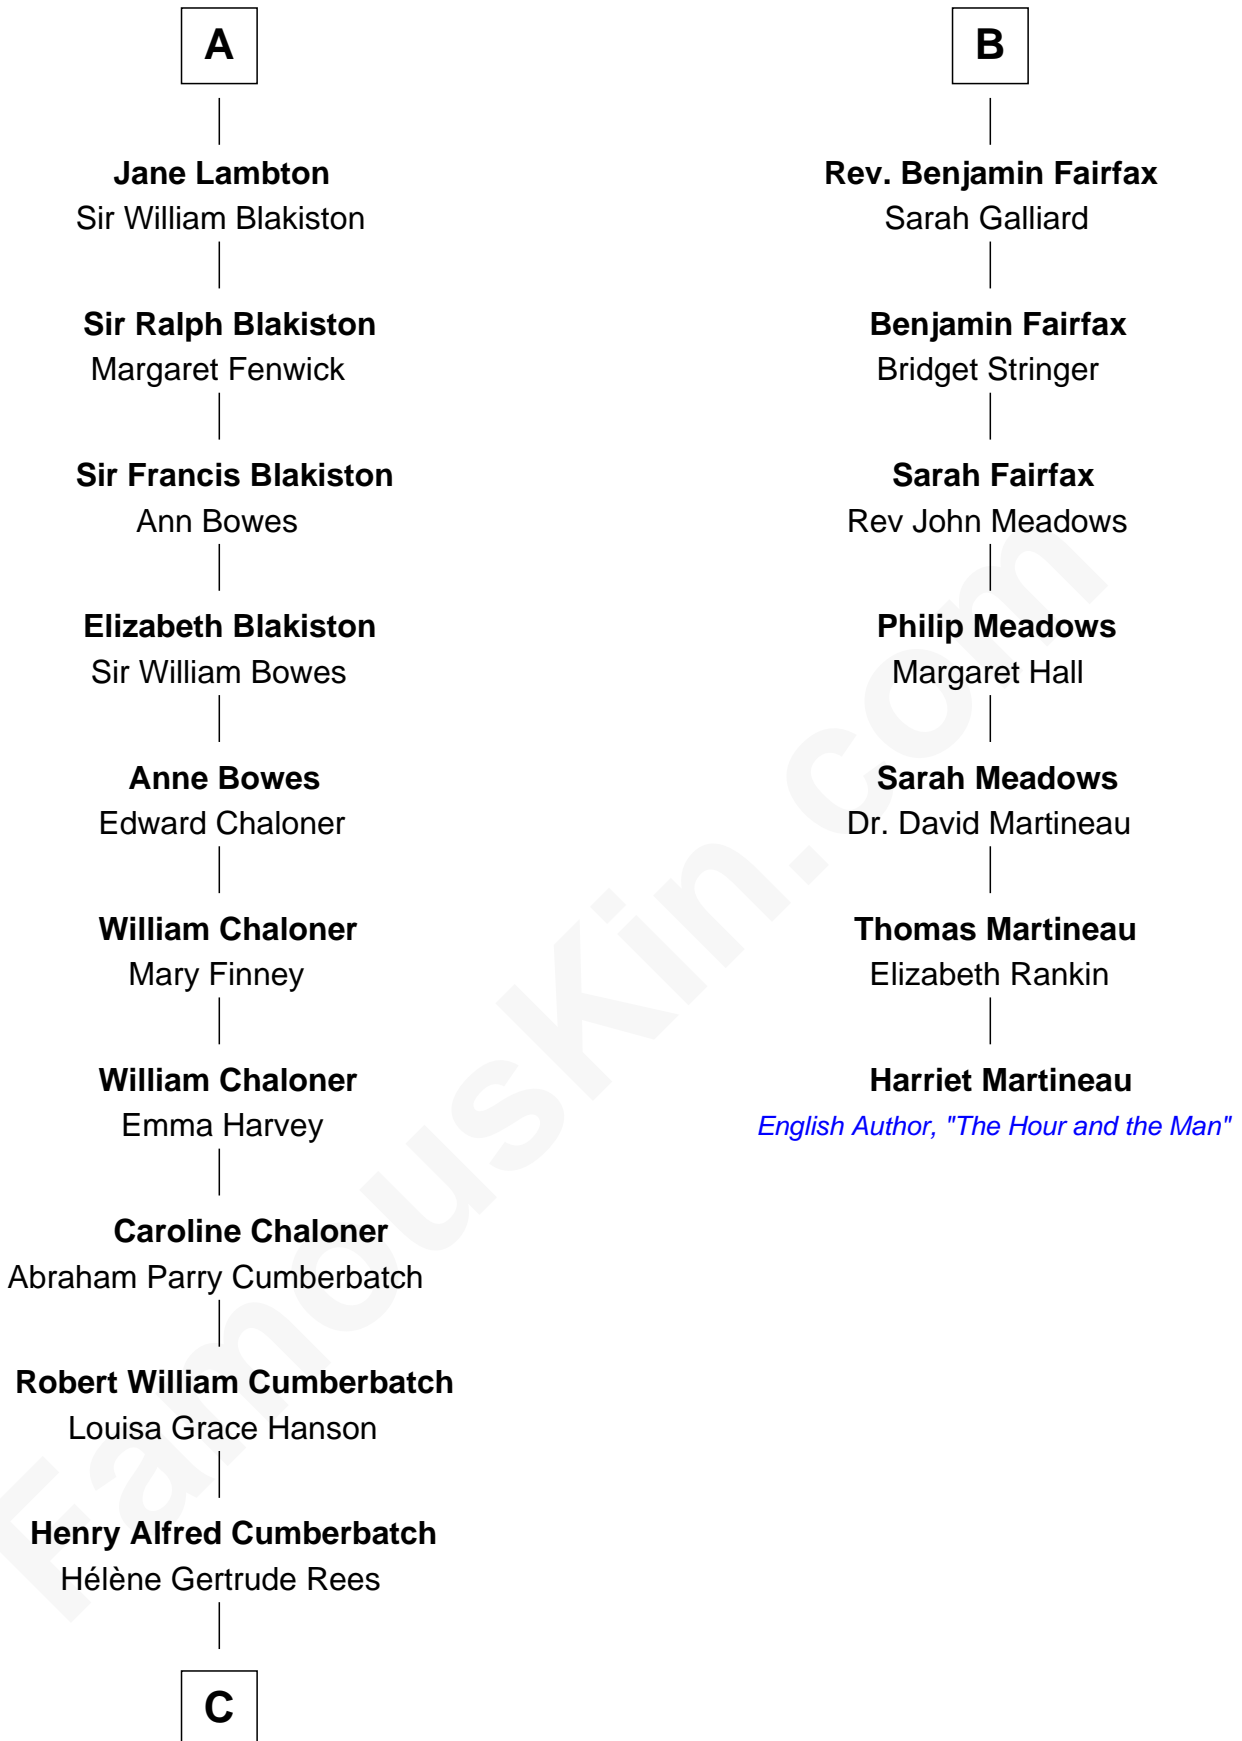 A
Jane Lambton
Sir William Blakiston
Sir Ralph Blakiston
Margaret Fenwick
Sir Francis Blakiston
Ann Bowes
Elizabeth Blakiston
Sir William Bowes
Anne Bowes
Edward Chaloner
William Chaloner
Mary Finney
William Chaloner
Emma Harvey
Caroline Chaloner
Abraham Parry Cumberbatch
Robert William Cumberbatch
Louisa Grace Hanson
Henry Alfred Cumberbatch
Hélène Gertrude Rees
C
B
Rev. Benjamin Fairfax
Sarah Galliard
Benjamin Fairfax
Bridget Stringer
Sarah Fairfax
Rev John Meadows
Philip Meadows
Margaret Hall
Sarah Meadows
Dr. David Martineau
Thomas Martineau
Elizabeth Rankin
Harriet Martineau
English Author, "The Hour and the Man"
FamousKin.com